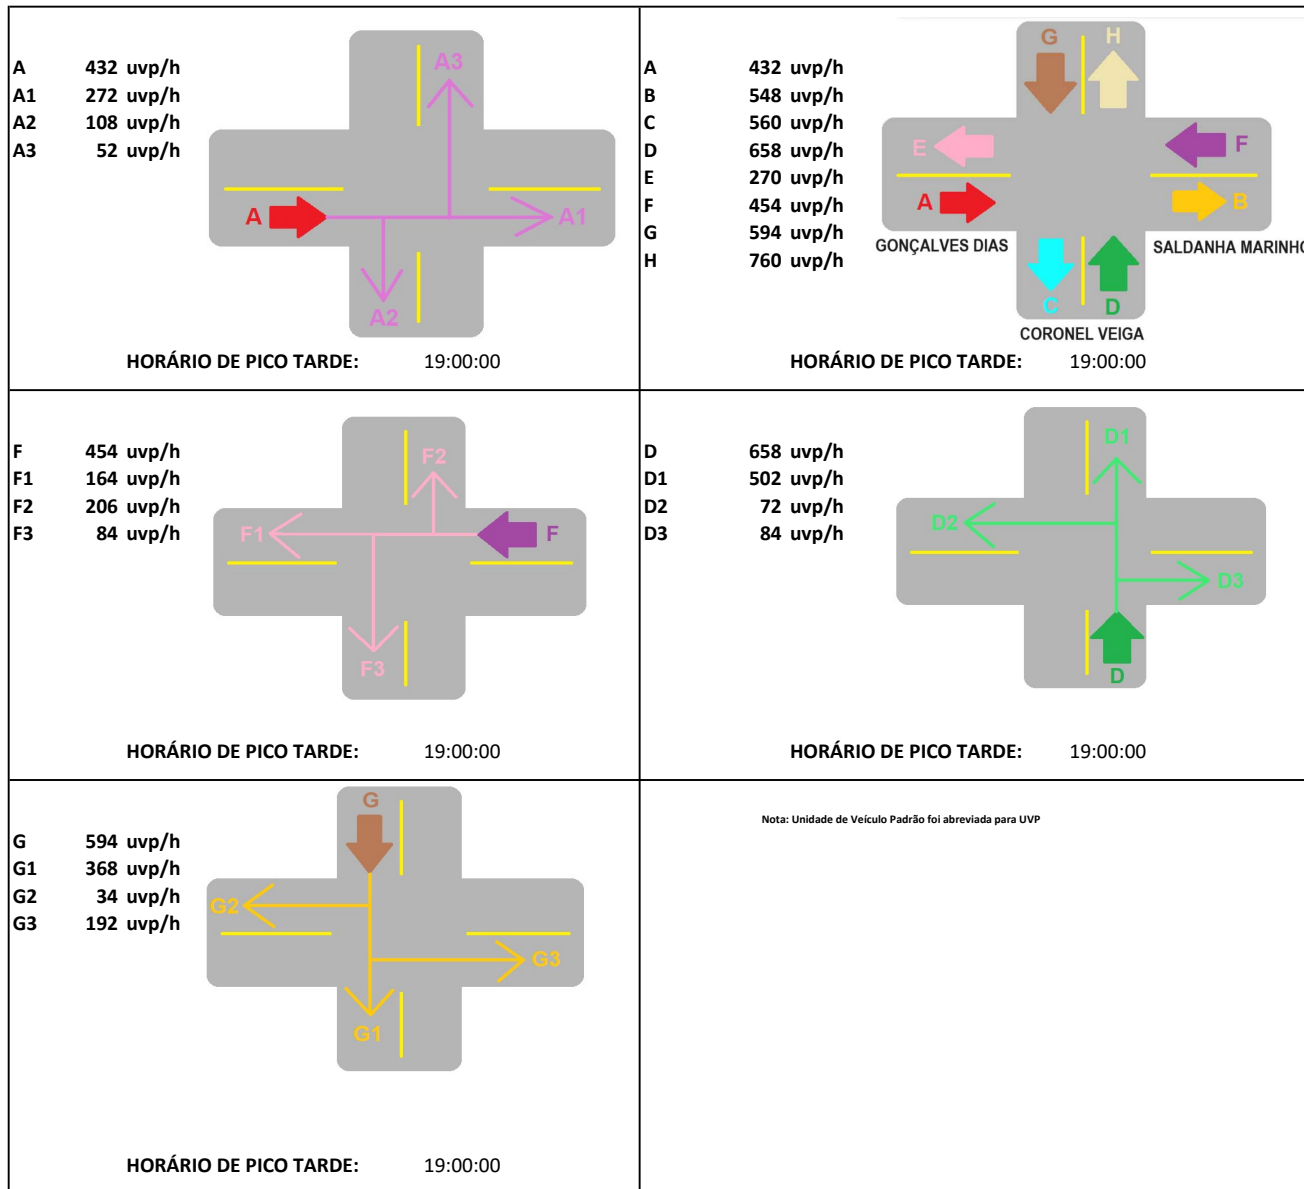 A 432 uvp/h
A1 272 uvp/h
A2 108 uvp/h
A3 52 uvp/h
A3
A
A1
A2
HORÁRIO DE PICO TARDE: 19:00:00
A 432 uvp/h
B 548 uvp/h
C 560 uvp/h
D 658 uvp/h
E 270 uvp/h
F 454 uvp/h
G 594 uvp/h
H 760 uvp/h
G H
E F
A B
GONÇALVES DIAS SALDANHA MARINHO
C D
CORONEL VEIGA
HORÁRIO DE PICO TARDE: 19:00:00
F 454 uvp/h
F1 164 uvp/h
F2 206 uvp/h
F3 84 uvp/h
F2
F1 F
F3
HORÁRIO DE PICO TARDE: 19:00:00
D 658 uvp/h
D1 502 uvp/h
D2 72 uvp/h
D3 84 uvp/h
D1
D2
D3
D
HORÁRIO DE PICO TARDE: 19:00:00
G 594 uvp/h
G1 368 uvp/h
G2 34 uvp/h
G3 192 uvp/h
G
G2
G3
G1
HORÁRIO DE PICO TARDE: 19:00:00
Nota: Unidade de Veículo Padrão foi abreviada para UVP